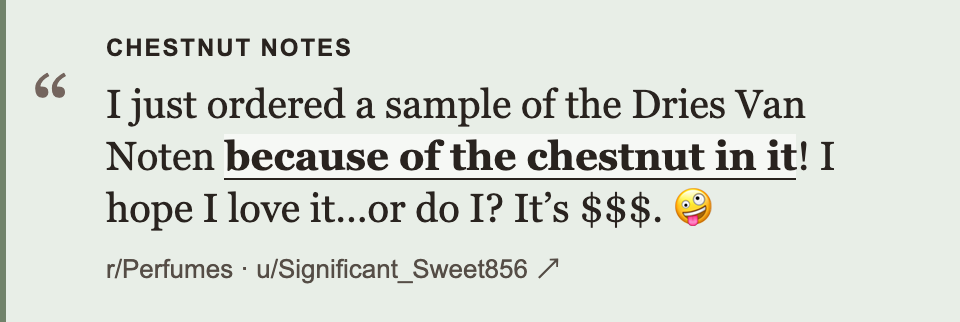 CHESTNUT NOTES
“
I just ordered a sample of the Dries Van
Noten because of the chestnut in it! I
hope I love it...or do I? It’s $$$. 🤪
r/Perfumes · u/Significant_Sweet856 ↗